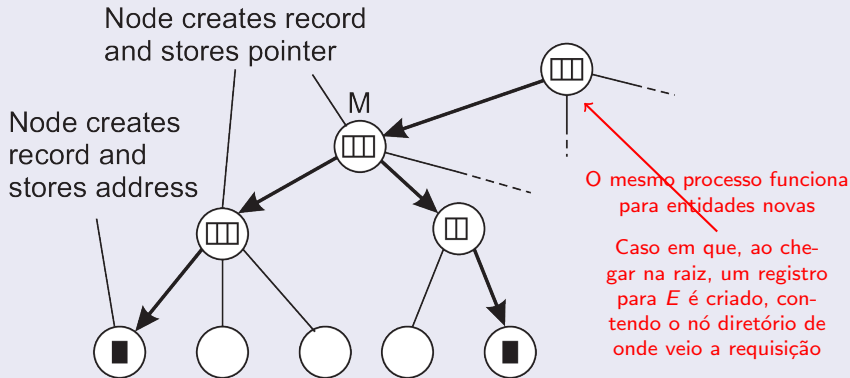 Node creates record
and stores pointer
M
Node creates
record and
stores address
O mesmo processo funciona
para entidades novas
Caso em que, ao che-
gar na raiz, um registro
para E é criado, con-
tendo o nó diretório de
onde veio a requisição